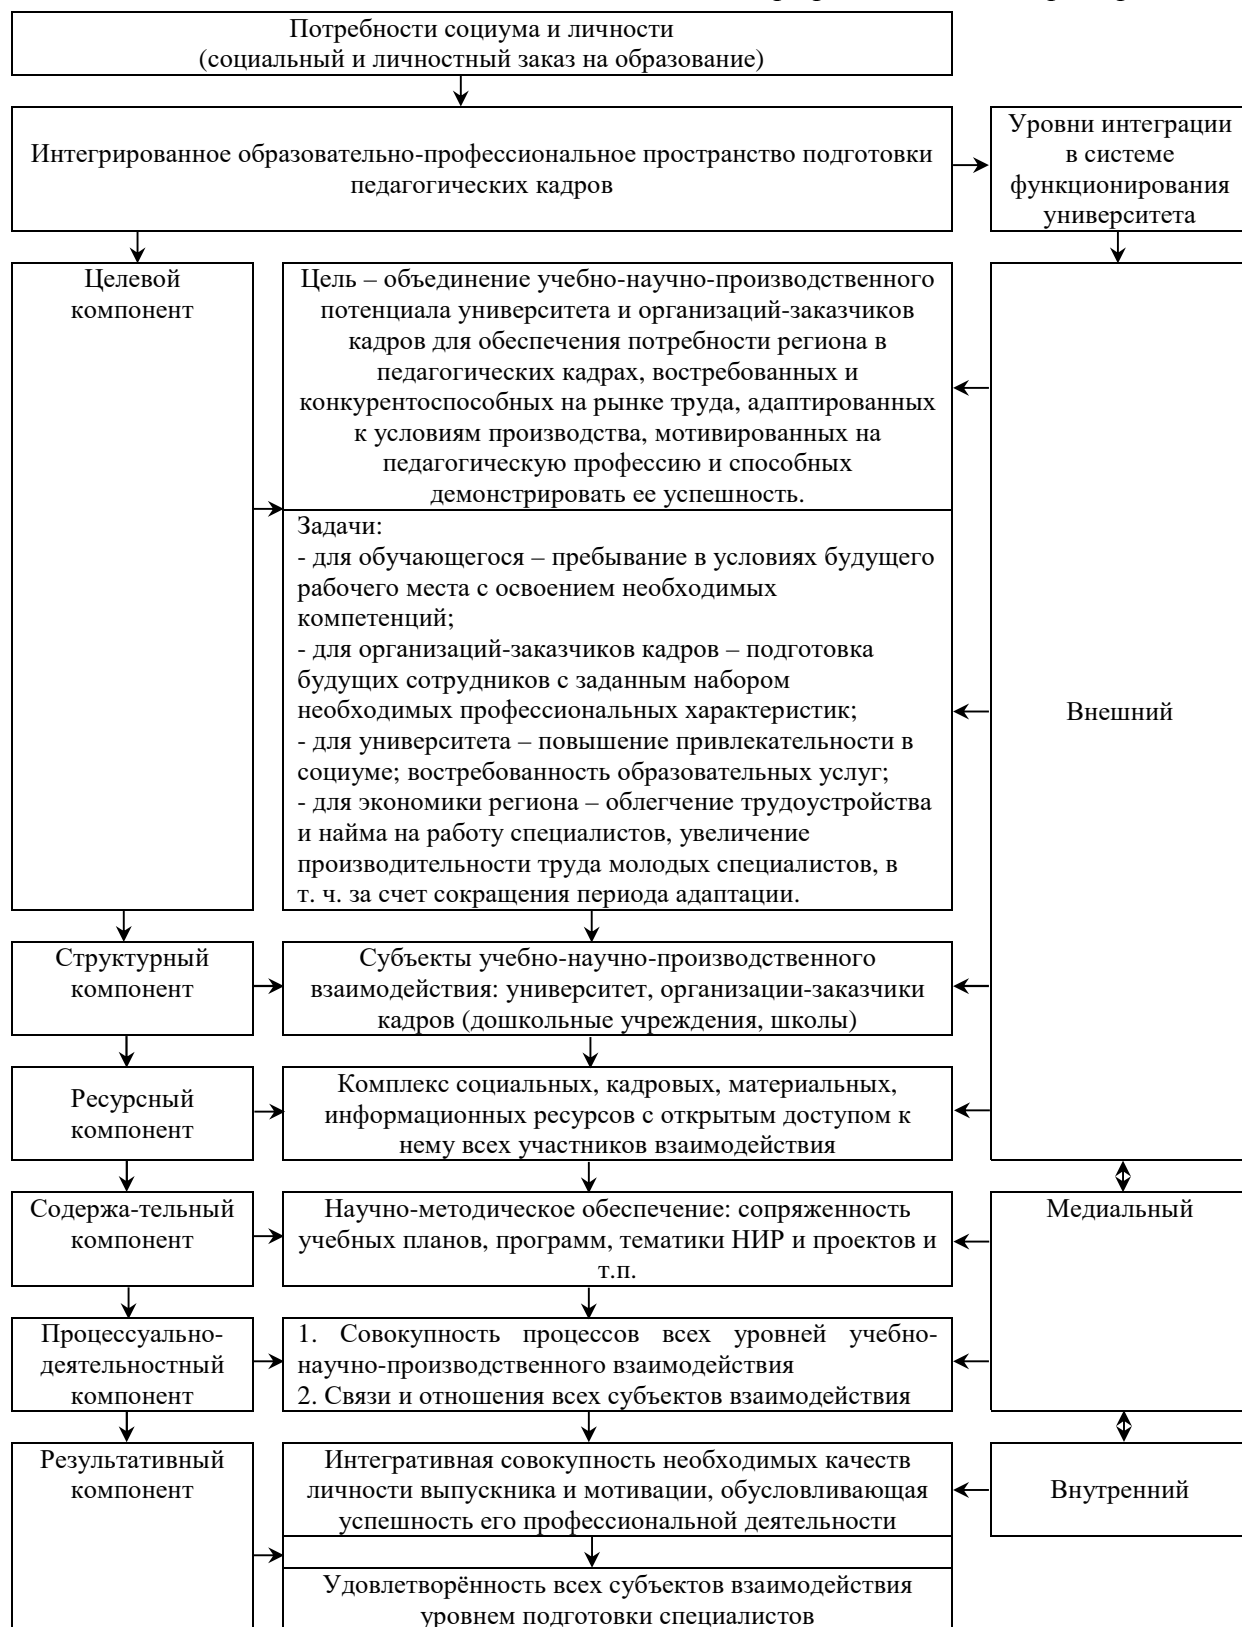 Потребности социума и личности
(социальный и личностный заказ на образование)
Интегрированное образовательно-профессиональное пространство подготовки
педагогических кадров
Уровни интеграции
в системе
функционирования
университета
Целевой
компонент
Цель – объединение учебно-научно-производственного
потенциала университета и организаций-заказчиков
кадров для обеспечения потребности региона в
педагогических кадрах, востребованных и
конкурентоспособных на рынке труда, адаптированных
к условиям производства, мотивированных на
педагогическую профессию и способных
демонстрировать ее успешность.
Задачи:
- для обучающегося – пребывание в условиях будущего
рабочего места с освоением необходимых
компетенций;
- для организаций-заказчиков кадров – подготовка
будущих сотрудников с заданным набором
необходимых профессиональных характеристик;
- для университета – повышение привлекательности в
социуме; востребованность образовательных услуг;
- для экономики региона – облегчение трудоустройства
и найма на работу специалистов, увеличение
производительности труда молодых специалистов, в
т. ч. за счет сокращения периода адаптации.
Внешний
Структурный
компонент
Субъекты учебно-научно-производственного
взаимодействия: университет, организации-заказчики
кадров (дошкольные учреждения, школы)
Ресурсный
компонент
Комплекс социальных, кадровых, материальных,
информационных ресурсов с открытым доступом к
нему всех участников взаимодействия
Содержа-тельный
компонент
Научно-методическое обеспечение: сопряженность
учебных планов, программ, тематики НИР и проектов и
т.п.
Медиальный
Процессуально-
деятельностный
компонент
1. Совокупность процессов всех уровней учебно-
научно-производственного взаимодействия
2. Связи и отношения всех субъектов взаимодействия
Результативный
компонент
Интегративная совокупность необходимых качеств
личности выпускника и мотивации, обусловливающая
успешность его профессиональной деятельности
Внутренний
Удовлетворённость всех субъектов взаимодействия
уровнем подготовки специалистов